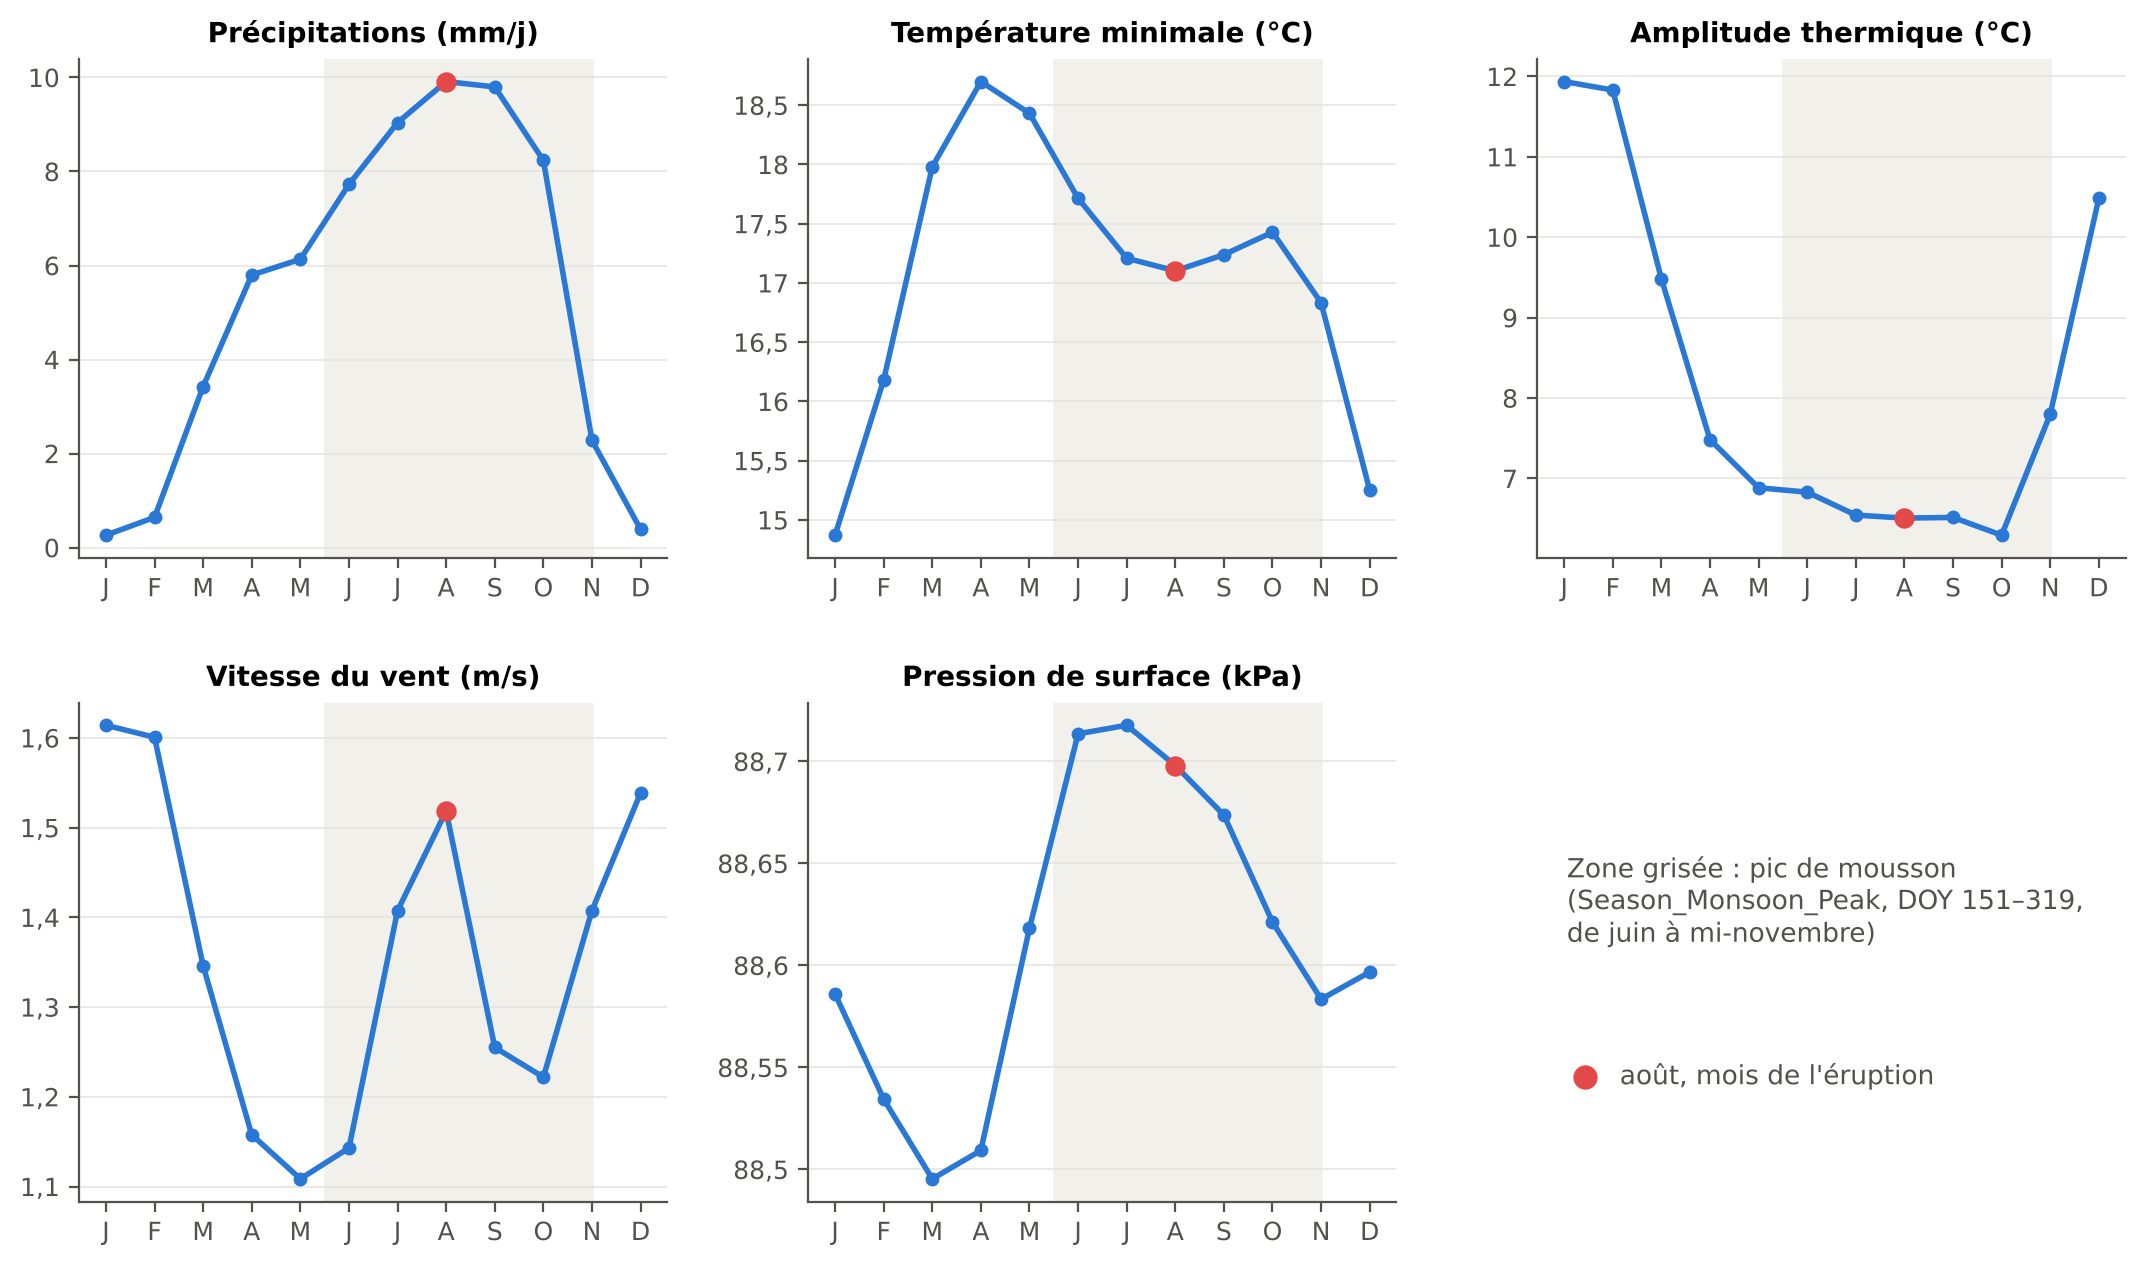 Précipitations (mm/j)
10
8
6
4
2
0
J F M A M J J A S O N D
Température minimale (°C)
18,5
18
17,5
17
16,5
16
15,5
15
J F M A M J J A S O N D
Amplitude thermique (°C)
12
11
10
9
8
7
J F M A M J J A S O N D
Vitesse du vent (m/s)
1,6
1,5
1,4
1,3
1,2
1,1
J F M A M J J A S O N D
Pression de surface (kPa)
88,7
88,65
88,6
88,55
88,5
J F M A M J J A S O N D
Zone grisée : pic de mousson
(Season_Monsoon_Peak, DOY 151–319,
de juin à mi-novembre)
août, mois de l'éruption